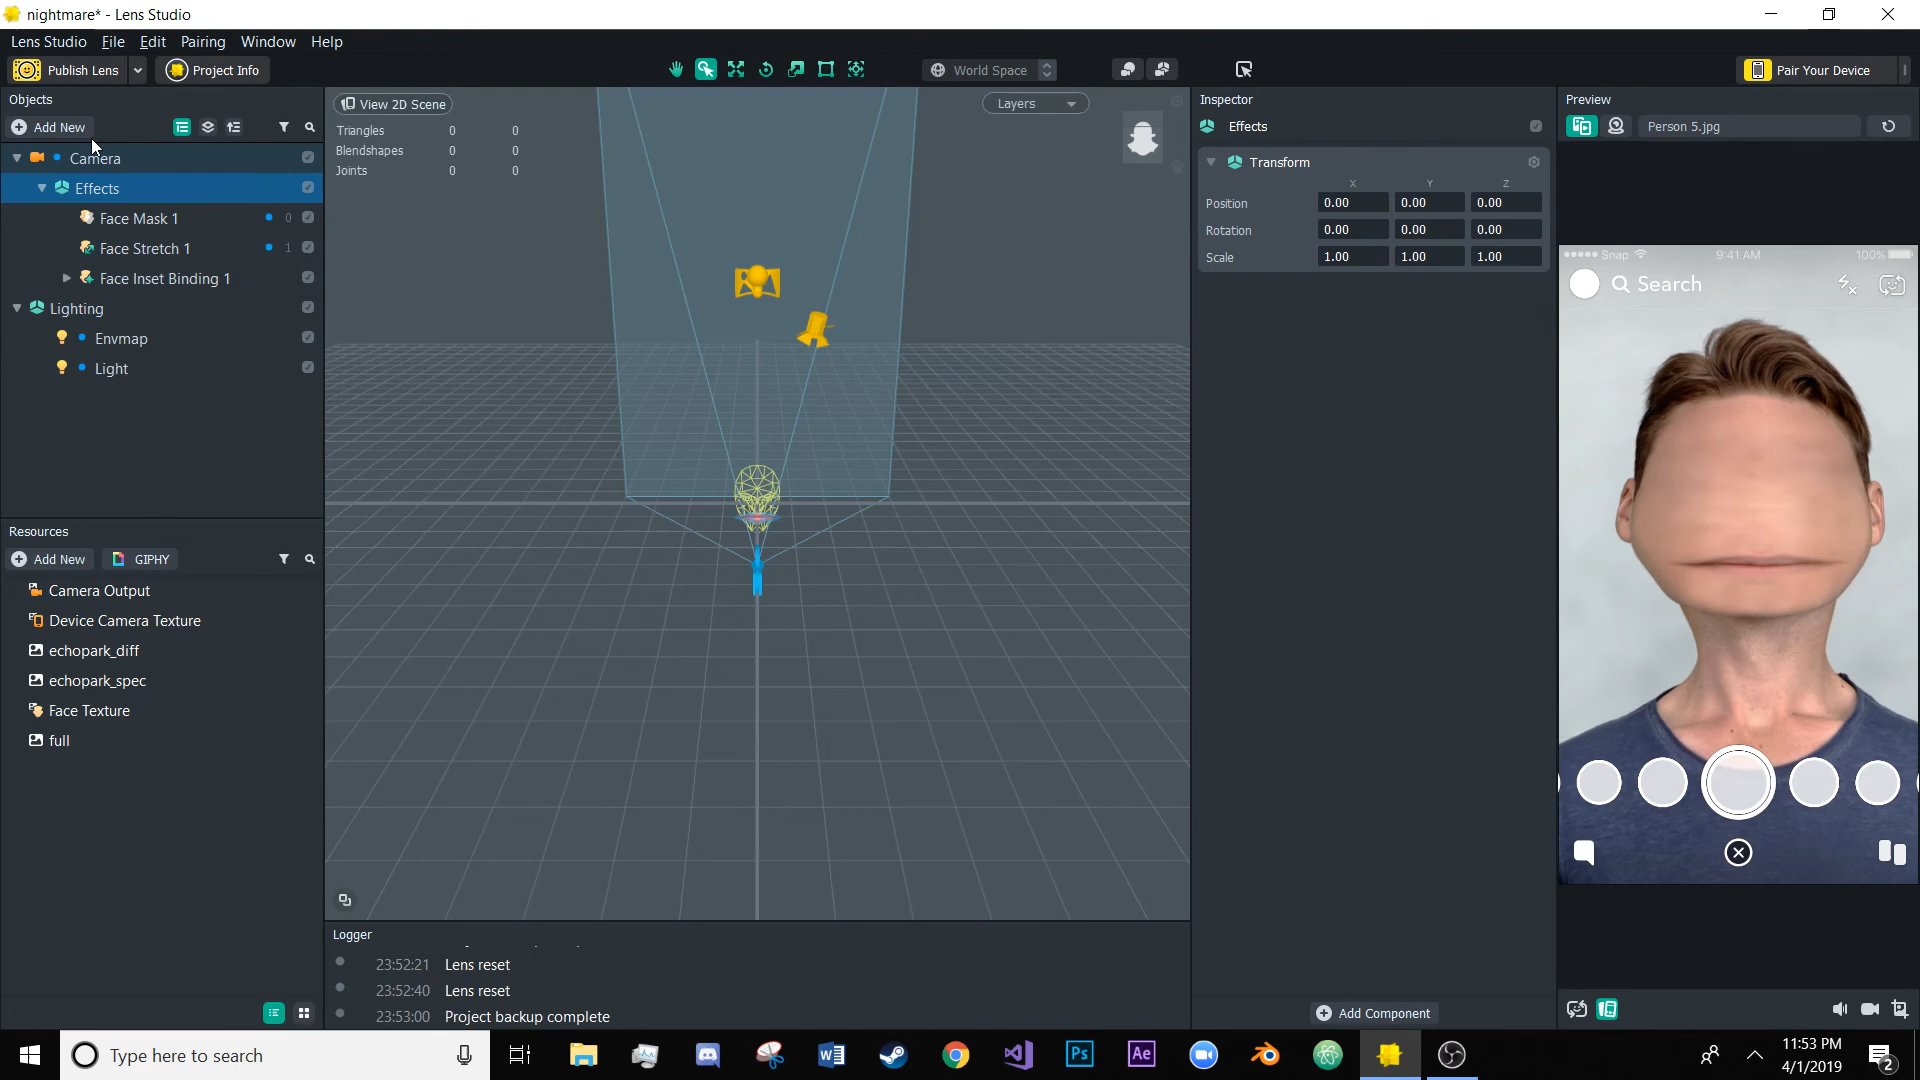 nightmare* - Lens Studio
Lens Studio File Edit Pairing Window Help
Publish Lens Project Info World Space Pair Your Device
Objects
Add New
Camera
Effects
Face Mask 1 0
Face Stretch 1 1
Face Inset Binding 1
Lighting
Envmap
Light
Resources
Add New GIPHY
Camera Output
Device Camera Texture
echopark_diff
echopark_spec
Face Texture
full
View 2D Scene Layers
Triangles 0 0
Blendshapes 0 0
Joints 0 0
Logger
23:52:21 Lens reset
23:52:40 Lens reset
23:53:00 Project backup complete
Inspector
Effects
Transform
X Y Z
Position 0.00 0.00 0.00
Rotation 0.00 0.00 0.00
Scale 1.00 1.00 1.00
Add Component
Preview
Person 5.jpg
Snap 9:41 AM 100%
Search
Type here to search
Ps
Ae
11:53 PM
4/1/2019
2